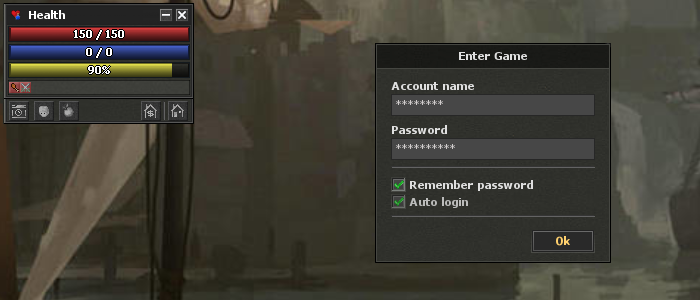 Health
150 / 150
0 / 0
90%
Enter Game
Account name
********
Password
**********
Remember password
Auto login
Ok